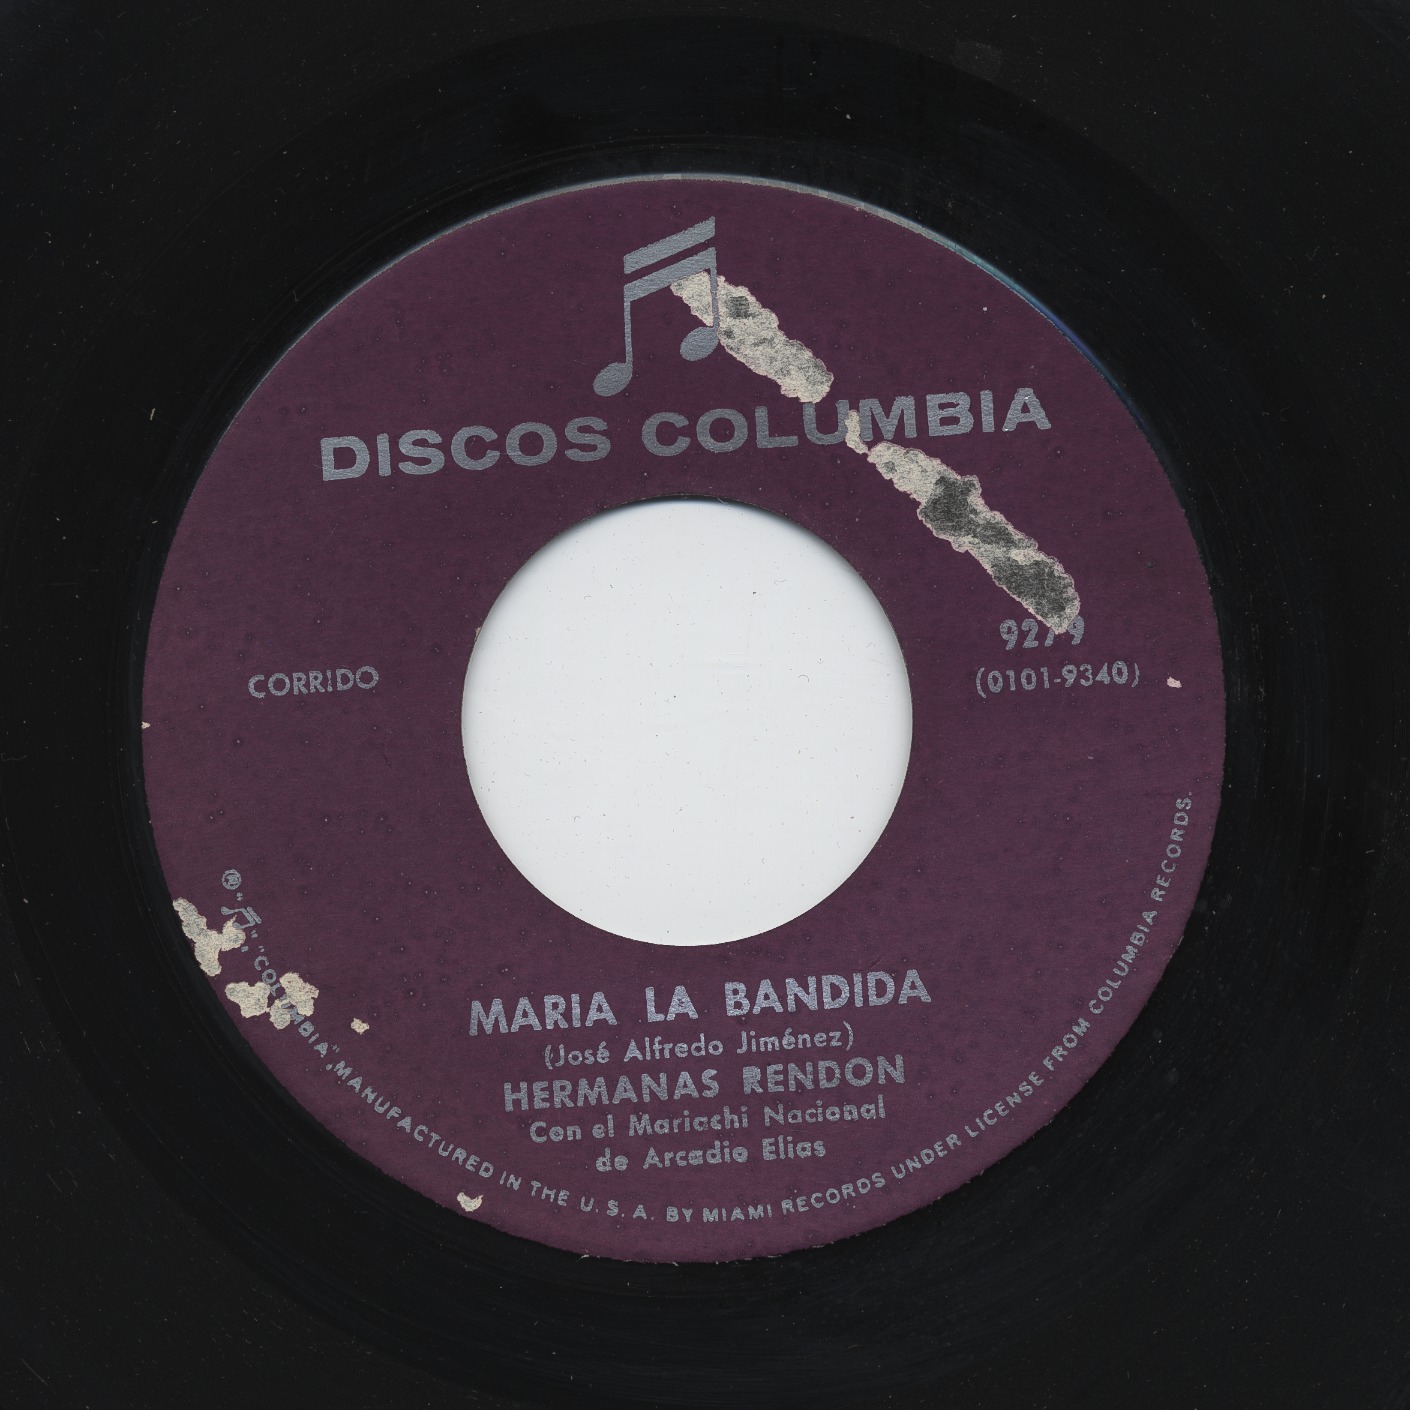 DISCOS COLUMBIA
9279
CORRIDO
(0101-9340)
MARIA LA BANDIDA
(José Alfredo Jiménez)
HERMANAS RENDON
Con el Mariachi Nacional
de Arcadio Elias
® "♫" "COLUMBIA", MANUFACTURED IN THE U. S. A. BY MIAMI RECORDS UNDER LICENSE FROM COLUMBIA RECORDS.